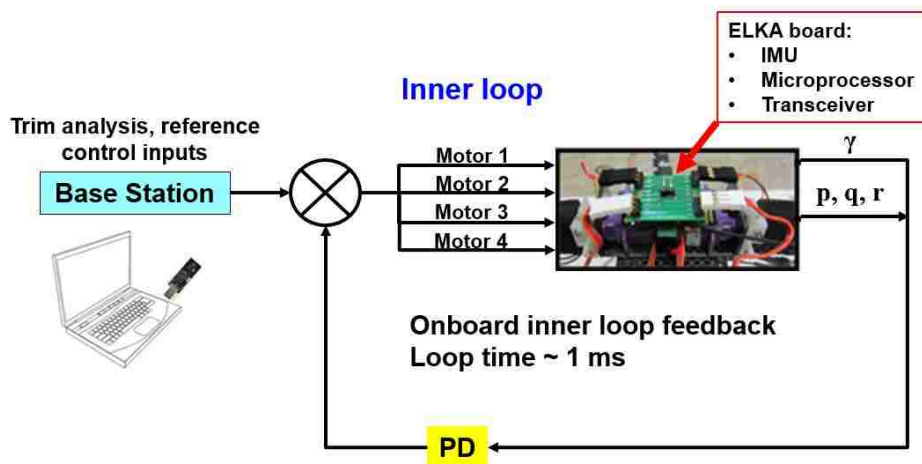 ELKA board:
• IMU
• Microprocessor
• Transceiver
Inner loop
Trim analysis, reference
control inputs
Base Station
Motor 1
Motor 2
Motor 3
Motor 4
γ
p, q, r
Onboard inner loop feedback
Loop time ~ 1 ms
PD